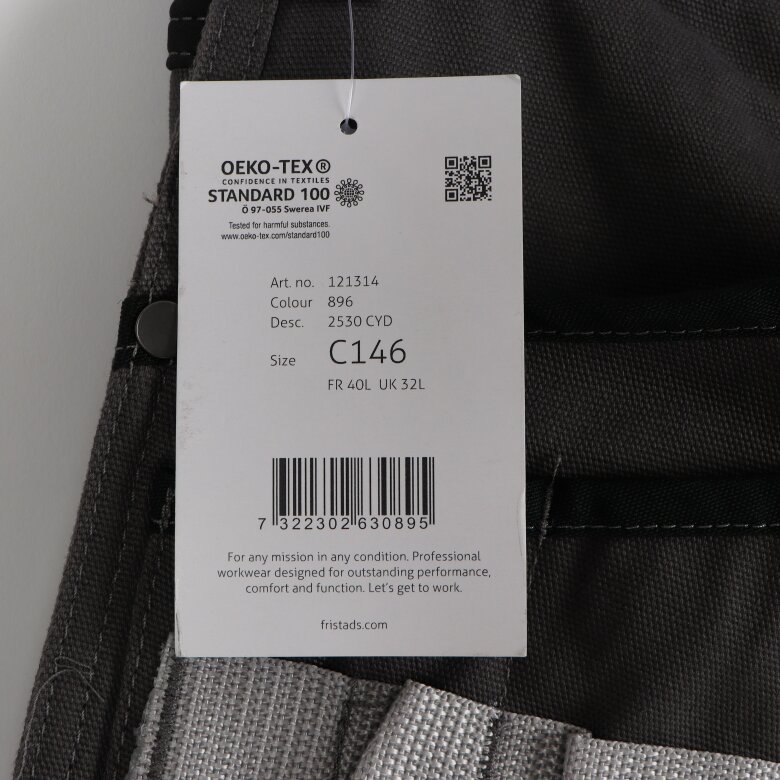 OEKO-TEX®
CONFIDENCE IN TEXTILES
STANDARD 100
Ö 97-055 Swerea IVF
Tested for harmful substances.
www.oeko-tex.com/standard100
Art. no. 121314
Colour 896
Desc. 2530 CYD
Size C146
FR 40L UK 32L
7 322302 630895
For any mission in any condition. Professional
workwear designed for outstanding performance,
comfort and function. Let's get to work.
fristads.com